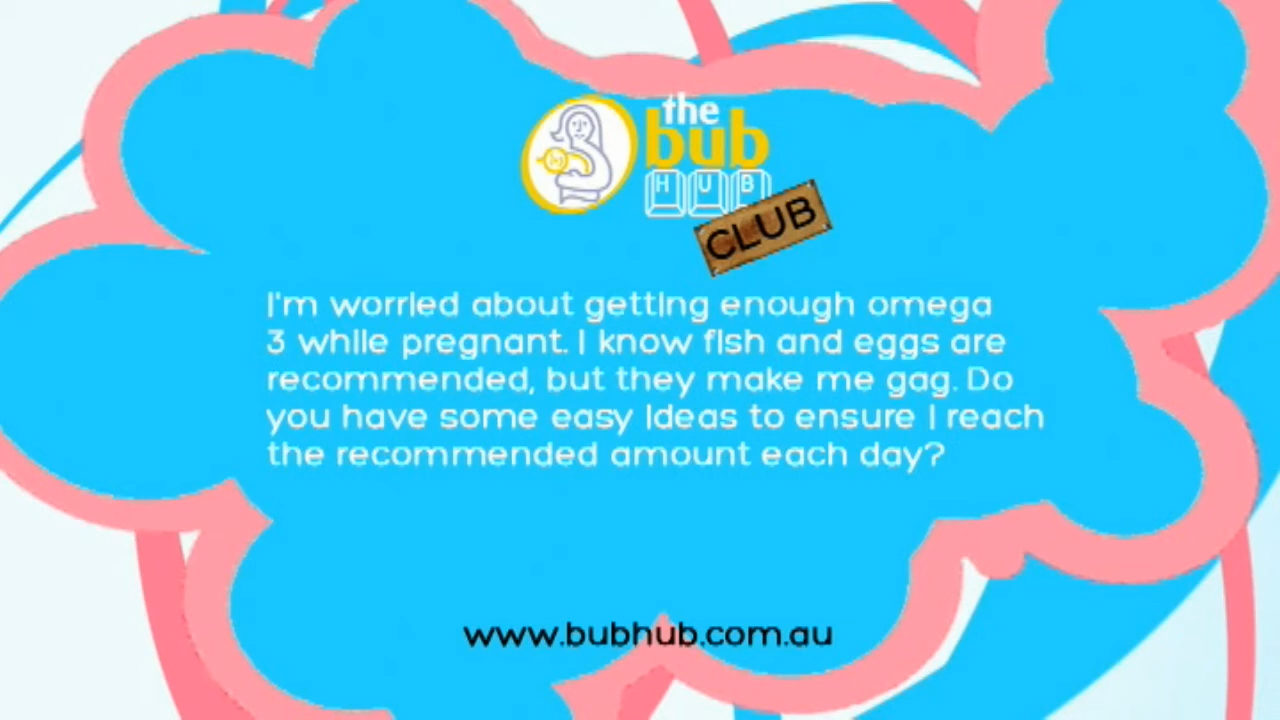 the
bub
HUB
CLUB
I'm worried about getting enough omega
3 while pregnant. I know fish and eggs are
recommended, but they make me gag. Do
you have some easy ideas to ensure I reach
the recommended amount each day?
www.bubhub.com.au